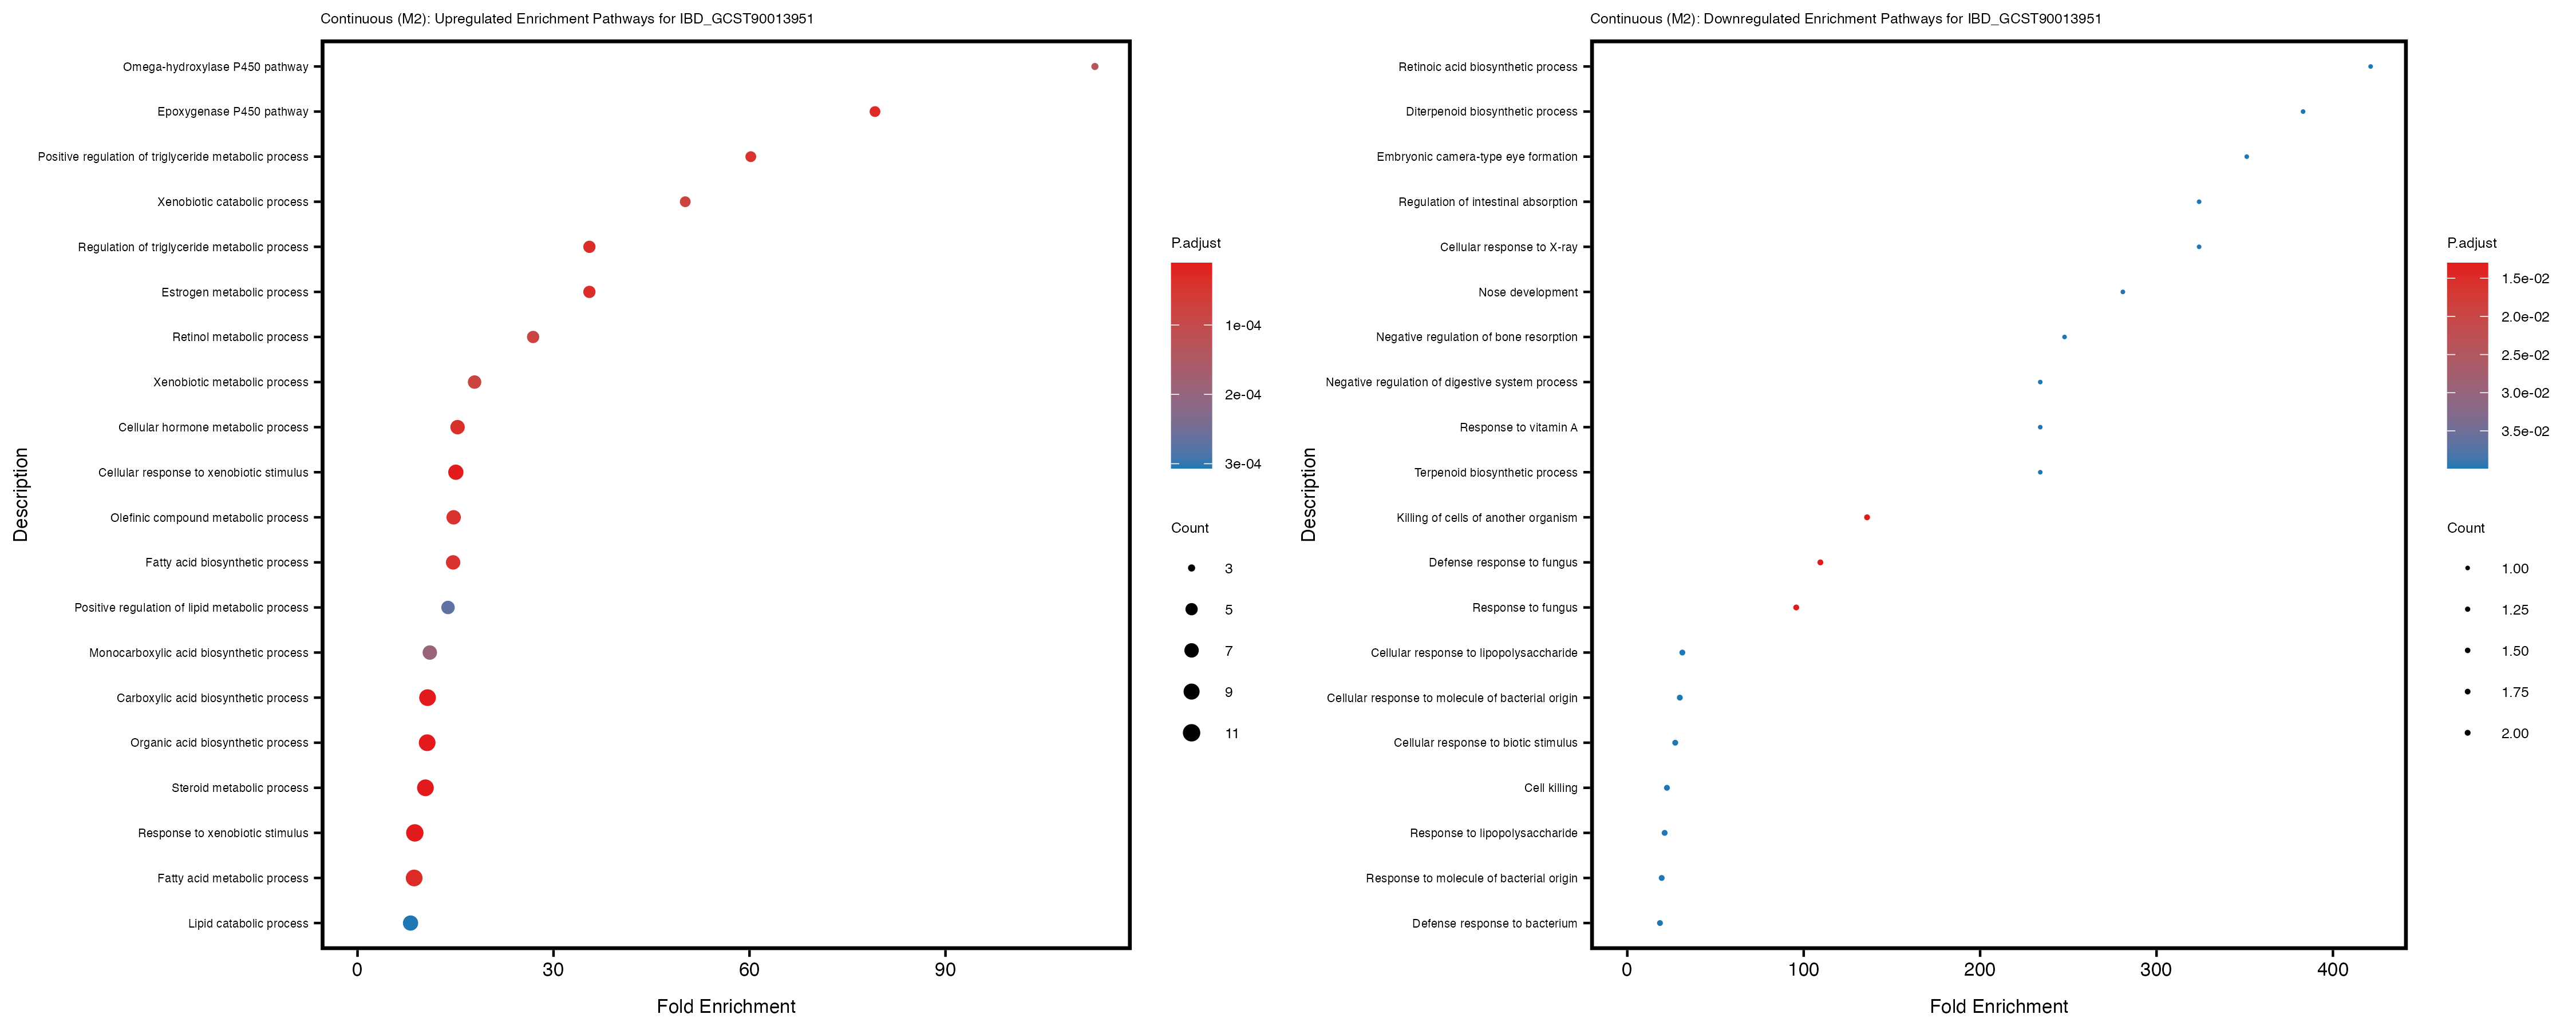 Continuous (M2): Upregulated Enrichment Pathways for IBD_GCST90013951
Description
Omega-hydroxylase P450 pathway
Epoxygenase P450 pathway
Positive regulation of triglyceride metabolic process
Xenobiotic catabolic process
Regulation of triglyceride metabolic process
Estrogen metabolic process
Retinol metabolic process
Xenobiotic metabolic process
Cellular hormone metabolic process
Cellular response to xenobiotic stimulus
Olefinic compound metabolic process
Fatty acid biosynthetic process
Positive regulation of lipid metabolic process
Monocarboxylic acid biosynthetic process
Carboxylic acid biosynthetic process
Organic acid biosynthetic process
Steroid metabolic process
Response to xenobiotic stimulus
Fatty acid metabolic process
Lipid catabolic process
0 30 60 90
Fold Enrichment
P.adjust
1e-04
2e-04
3e-04
Count
3
5
7
9
11
Continuous (M2): Downregulated Enrichment Pathways for IBD_GCST90013951
Description
Retinoic acid biosynthetic process
Diterpenoid biosynthetic process
Embryonic camera-type eye formation
Regulation of intestinal absorption
Cellular response to X-ray
Nose development
Negative regulation of bone resorption
Negative regulation of digestive system process
Response to vitamin A
Terpenoid biosynthetic process
Killing of cells of another organism
Defense response to fungus
Response to fungus
Cellular response to lipopolysaccharide
Cellular response to molecule of bacterial origin
Cellular response to biotic stimulus
Cell killing
Response to lipopolysaccharide
Response to molecule of bacterial origin
Defense response to bacterium
0 100 200 300 400
Fold Enrichment
P.adjust
1.5e-02
2.0e-02
2.5e-02
3.0e-02
3.5e-02
Count
1.00
1.25
1.50
1.75
2.00